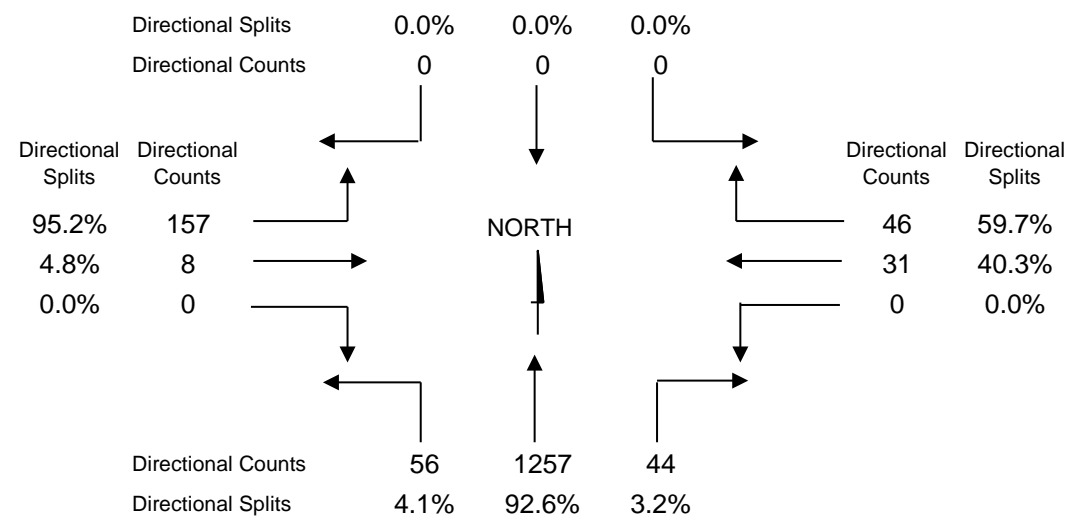 Directional Splits 0.0% 0.0% 0.0%
Directional Counts 0 0 0
Directional Directional
Splits Counts
95.2% 157
4.8% 8
0.0% 0
NORTH
Directional Directional
Counts Splits
46 59.7%
31 40.3%
0 0.0%
Directional Counts 56 1257 44
Directional Splits 4.1% 92.6% 3.2%